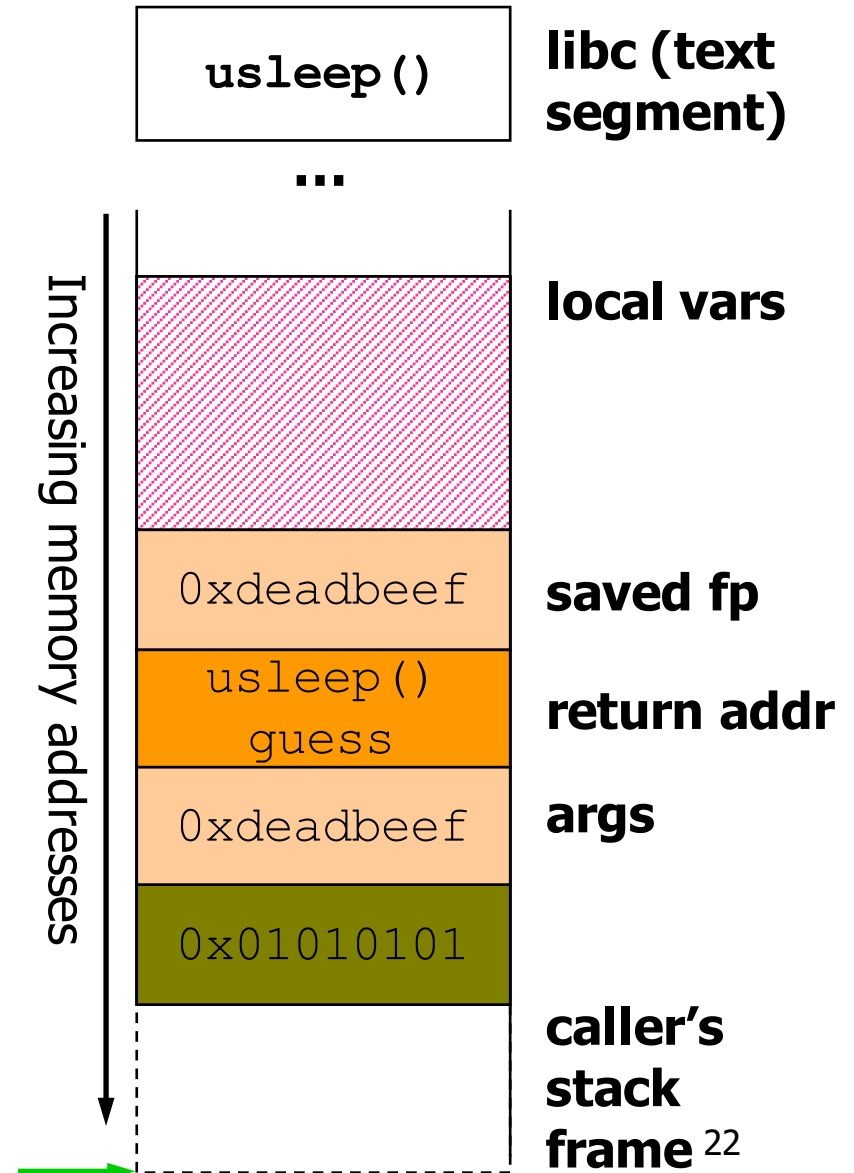 usleep()
libc (text
segment)
...
Increasing memory addresses
local vars
0xdeadbeef
saved fp
usleep()
guess
return addr
0xdeadbeef
args
0x01010101
caller’s
stack
frame 22